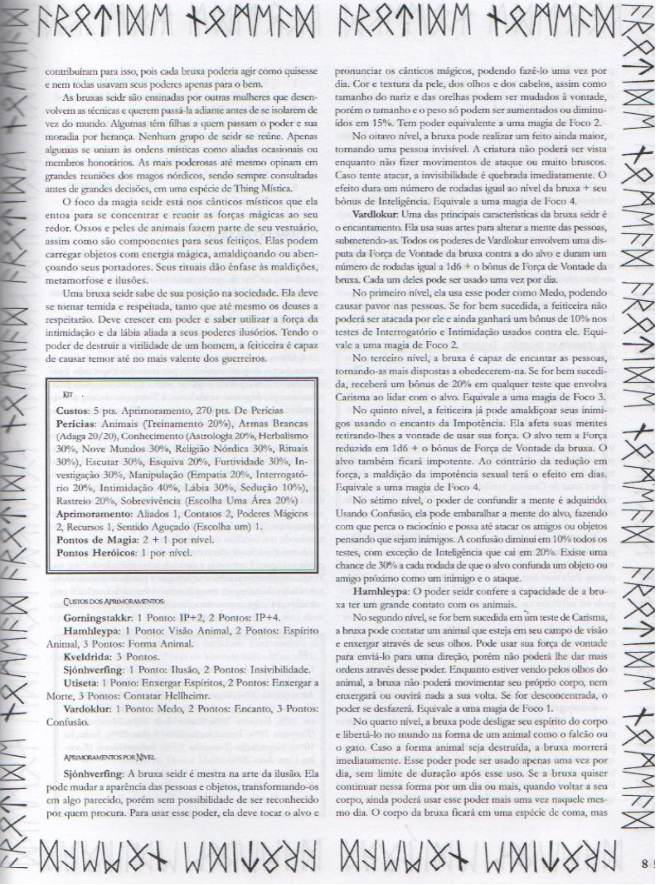 contribuíram para isso, pois cada bruxa poderia agir como quisesse
e nem todas usavam seus poderes apenas para o bem.
As bruxas seidr são ensinadas por outras mulheres que desen-
volvem as técnicas e querem passá-la adiante antes de se isolarem de
vez do mundo. Algumas têm filhas a quem passam o poder e sua
moradia por herança. Nenhum grupo de seidr se reúne. Apenas
algumas se uniam às ordens místicas como aliadas ocasionais ou
membros honorários. As mais poderosas até mesmo opinam em
grandes reuniões dos magos nórdicos, sendo sempre consultadas
antes de grandes decisões, em uma espécie de Thing Mística.
O foco da magia seidr está nos cânticos místicos que ela
entoa para se concentrar e reunir as forças mágicas ao seu
redor. Ossos e peles de animais fazem parte de seu vestuário,
assim como são componentes para seus feitiços. Elas podem
carregar objetos com energia mágica, amaldiçoando ou aben-
çoando seus portadores. Seus rituais dão ênfase às maldições,
metamorfose e ilusões.
Uma bruxa seidr sabe de sua posição na sociedade. Ela deve
se tornar temida e respeitada, tanto que até mesmo os deuses a
respeitarão. Deve crescer em poder e saber utilizar a força da
intimidação e da lábia aliada a seus poderes ilusórios. Tendo o
poder de destruir a virilidade de um homem, a feiticeira é capaz
de causar temor até no mais valente dos guerreiros.
KIT
Custos: 5 pts. Aprimoramento, 270 pts. De Perícias
Perícias: Animais (Treinamento 20%), Armas Brancas
(Adaga 20/20), Conhecimento (Astrologia 20%, Herbalismo
30%, Nove Mundos 30%, Religião Nórdica 30%, Rituais
30%), Escutar 30%, Esquiva 20%, Furtividade 30%, In-
vestigação 30%, Manipulação (Empatia 20%, Interrogató-
rio 20%, Intimidação 40%, Lábia 30%, Sedução 10%),
Rastreio 20%, Sobrevivência (Escolha Uma Área 20%)
Aprimoramento: Aliados 1, Contatos 2, Poderes Mágicos
2, Recursos 1, Sentido Aguçado (Escolha um) 1.
Pontos de Magia: 2 + 1 por nível.
Pontos Heróicos: 1 por nível.
CUSTOS DOS APRIMORAMENTOS
Gorningstakkr: 1 Ponto: IP+2, 2 Pontos: IP+4.
Hamhleypa: 1 Ponto: Visão Animal, 2 Pontos: Espírito
Animal, 3 Pontos: Forma Animal.
Kveldrida: 3 Pontos.
Sjónhverfing: 1 Ponto: Ilusão, 2 Pontos: Insivibilidade.
Utiseta: 1 Ponto: Enxergar Espíritos, 2 Pontos: Enxergar a
Morte, 3 Pontos: Contatar Hellheimr.
Vardoklur: 1 Ponto: Medo, 2 Pontos: Encanto, 3 Pontos:
Confusão.
APRIMORAMENTOS POR NÍVEL
Sjónhverfing: A bruxa seidr é mestra na arte da ilusão. Ela
pode mudar a aparência das pessoas e objetos, transformando-os
em algo parecido, porém sem possibilidade de ser reconhecido
por quem procura. Para usar esse poder, ela deve tocar o alvo e
pronunciar os cânticos mágicos, podendo fazê-lo uma vez por
dia. Cor e textura da pele, dos olhos e dos cabelos, assim como
tamanho do nariz e das orelhas podem ser mudados à vontade,
porém o tamanho e o peso só podem ser aumentados ou diminu-
ídos em 15%. Tem poder equivalente a uma magia de Foco 2.
No oitavo nível, a bruxa pode realizar um feito ainda maior,
tornando uma pessoa invisível. A criatura não poderá ser vista
enquanto não fizer movimentos de ataque ou muito bruscos.
Caso tente atacar, a invisibilidade é quebrada imediatamente. O
efeito dura um número de rodadas igual ao nível da bruxa + seu
bônus de Inteligência. Equivale a uma magia de Foco 4.
Vardlokur: Uma das principais características da bruxa seidr é
o encantamento. Ela usa suas artes para alterar a mente das pessoas,
submetendo-as. Todos os poderes de Vardlokur envolvem uma dis-
puta da Força de Vontade da bruxa contra a do alvo e duram um
número de rodadas igual a 1d6 + o bônus de Força de Vontade da
bruxa. Cada um deles pode ser usado uma vez por dia.
No primeiro nível, ela usa esse poder como Medo, podendo
causar pavor nas pessoas. Se for bem sucedida, a feiticeira não
poderá ser atacada por ele e ainda ganhará um bônus de 10% nos
testes de Interrogatório e Intimidação usados contra ele. Equi-
vale a uma magia de Foco 2.
No terceiro nível, a bruxa é capaz de encantar as pessoas,
tornando-as mais dispostas a obedecerem-na. Se for bem sucedi-
da, receberá um bônus de 20% em qualquer teste que envolva
Carisma ao lidar com o alvo. Equivale a uma magia de Foco 3.
No quinto nível, a feiticeira já pode amaldiçoar seus inimi-
gos usando o encanto da Impotência. Ela afeta suas mentes
retirando-lhes a vontade de usar sua força. O alvo tem a Força
reduzida em 1d6 + o bônus de Força de Vontade da bruxa. O
alvo também ficará impotente. Ao contrário da redução em
força, a maldição da impotência sexual terá o efeito em dias.
Equivale a uma magia de Foco 4.
No sétimo nível, o poder de confundir a mente é adquirido.
Usando Confusão, ela pode embaralhar a mente do alvo, fazendo
com que perca o raciocínio e possa até atacar os amigos ou objetos
pensando que sejam inimigos. A confusão diminui em 10% todos os
testes, com exceção de Inteligência que cai em 20%. Existe uma
chance de 30% a cada rodada de que o alvo confunda um objeto ou
amigo próximo como um inimigo e o ataque.
Hamhleypa: O poder seidr confere a capacidade de a bru-
xa ter um grande contato com os animais.
No segundo nível, se for bem sucedida em um teste de Carisma,
a bruxa pode contatar um animal que esteja em seu campo de visão
e enxergar através de seus olhos. Pode usar sua força de vontade
para enviá-lo para uma direção, porém não poderá lhe dar mais
ordens através desse poder. Enquanto estiver vendo pelos olhos do
animal, a bruxa não poderá movimentar seu próprio corpo, nem
enxergará ou ouvirá nada a sua volta. Se for desconcentrada, o
poder se desfazerá. Equivale a uma magia de Foco 1.
No quarto nível, a bruxa pode desligar seu espírito do corpo
e libertá-lo no mundo na forma de um animal como o falcão ou
o gato. Caso a forma animal seja destruída, a bruxa morrerá
imediatamente. Esse poder pode ser usado apenas uma vez por
dia, sem limite de duração após esse uso. Se a bruxa quiser
continuar nessa forma por um dia ou mais, quando voltar a seu
corpo, ainda poderá usar esse poder mais uma vez naquele mes-
mo dia. O corpo da bruxa ficará em uma espécie de coma, mas